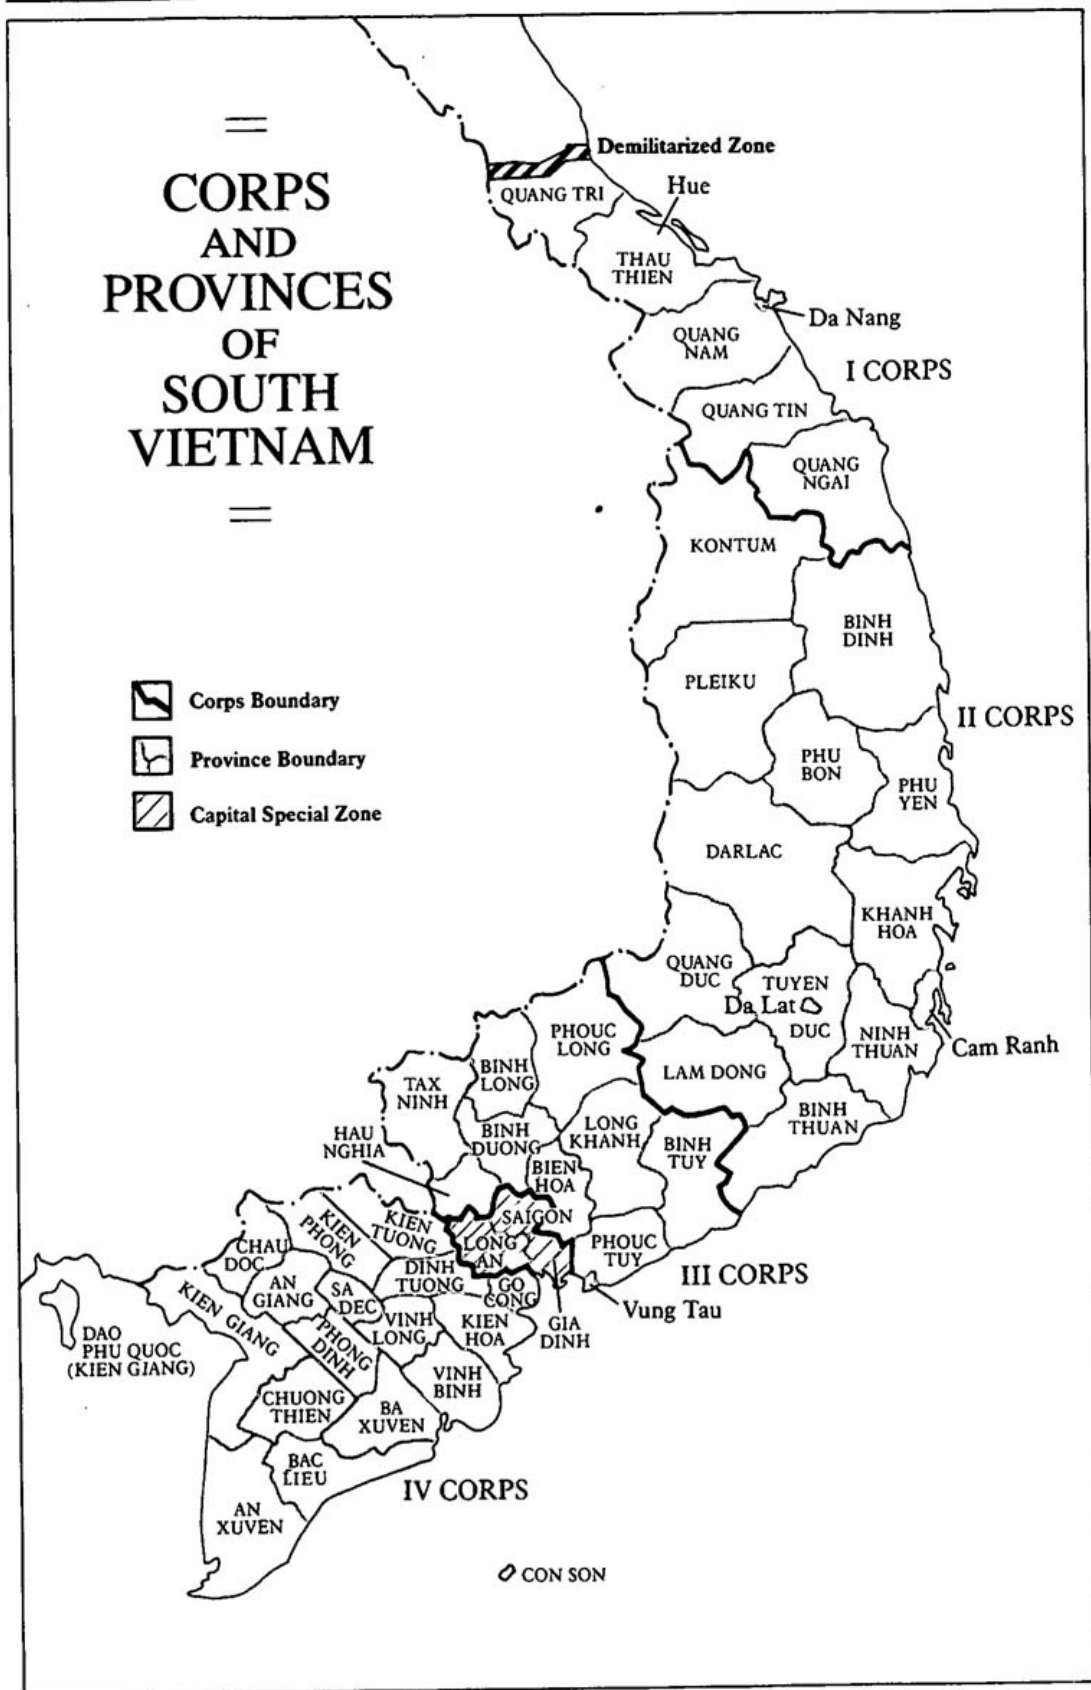 CORPS
AND
PROVINCES
OF
SOUTH
VIETNAM
Corps Boundary
Province Boundary
Capital Special Zone
Demilitarized Zone
QUANG TRI
Hue
THAU
THIEN
Da Nang
QUANG
NAM
I CORPS
QUANG TIN
QUANG
NGAI
KONTUM
BINH
DINH
PLEIKU
II CORPS
PHU
BON
PHU
YEN
DARLAC
KHANH
HOA
QUANG
DUC
TUYEN
Da Lat
DUC
NINH
THUAN
Cam Ranh
PHOUC
LONG
BINH
LONG
LAM DONG
TAX
NINH
BINH
THUAN
HAU
NGHIA
BINH
DUONG
LONG
KHANH
BINH
TUY
BIEN
HOA
SAIGON
KIEN
TUONG
KIEN
PHONG
LONG
AN
PHOUC
TUY
CHAU
DOC
DINH
TUONG
III CORPS
AN
GIANG
SA
DEC
GO
CONG
Vung Tau
KIEN GIANG
VINH
LONG
KIEN
HOA
GIA
DINH
DAO
PHU QUOC
(KIEN GIANG)
PHONG
DINH
VINH
BINH
CHUONG
THIEN
BA
XUVEN
BAC
LIEU
IV CORPS
AN
XUVEN
CON SON